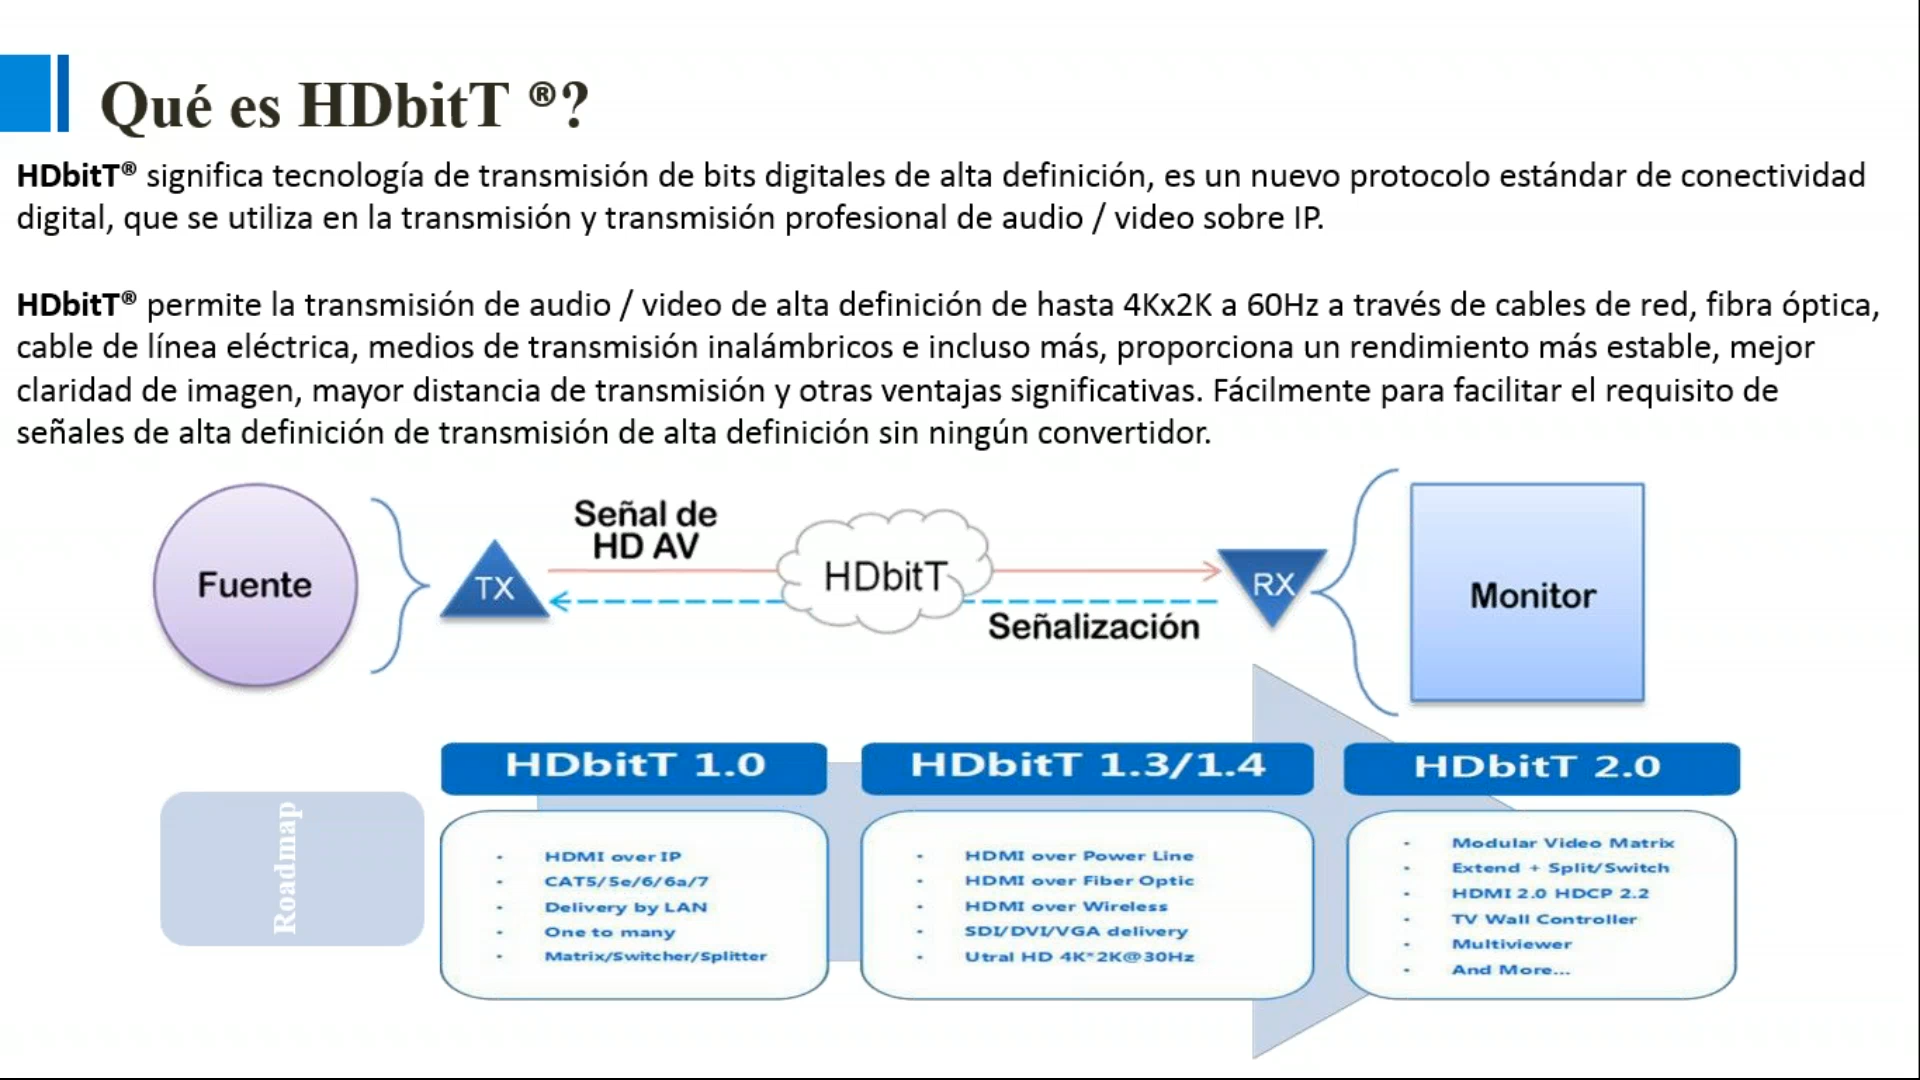 Qué es HDbitT ®?
HDbitT® significa tecnología de transmisión de bits digitales de alta definición, es un nuevo protocolo estándar de conectividad
digital, que se utiliza en la transmisión y transmisión profesional de audio / video sobre IP.
HDbitT® permite la transmisión de audio / video de alta definición de hasta 4Kx2K a 60Hz a través de cables de red, fibra óptica,
cable de línea eléctrica, medios de transmisión inalámbricos e incluso más, proporciona un rendimiento más estable, mejor
claridad de imagen, mayor distancia de transmisión y otras ventajas significativas. Fácilmente para facilitar el requisito de
señales de alta definición de transmisión de alta definición sin ningún convertidor.
Fuente
TX
Señal de
HD AV
HDbitT
Señalización
RX
Monitor
Roadmap
HDbitT 1.0
· HDMI over IP
· CAT5/5e/6/6a/7
· Delivery by LAN
· One to many
· Matrix/Switcher/Splitter
HDbitT 1.3/1.4
· HDMI over Power Line
· HDMI over Fiber Optic
· HDMI over Wireless
· SDI/DVI/VGA delivery
· Utral HD 4K*2K@30Hz
HDbitT 2.0
· Modular Video Matrix
· Extend + Split/Switch
· HDMI 2.0 HDCP 2.2
· TV Wall Controller
· Multiviewer
· And More...